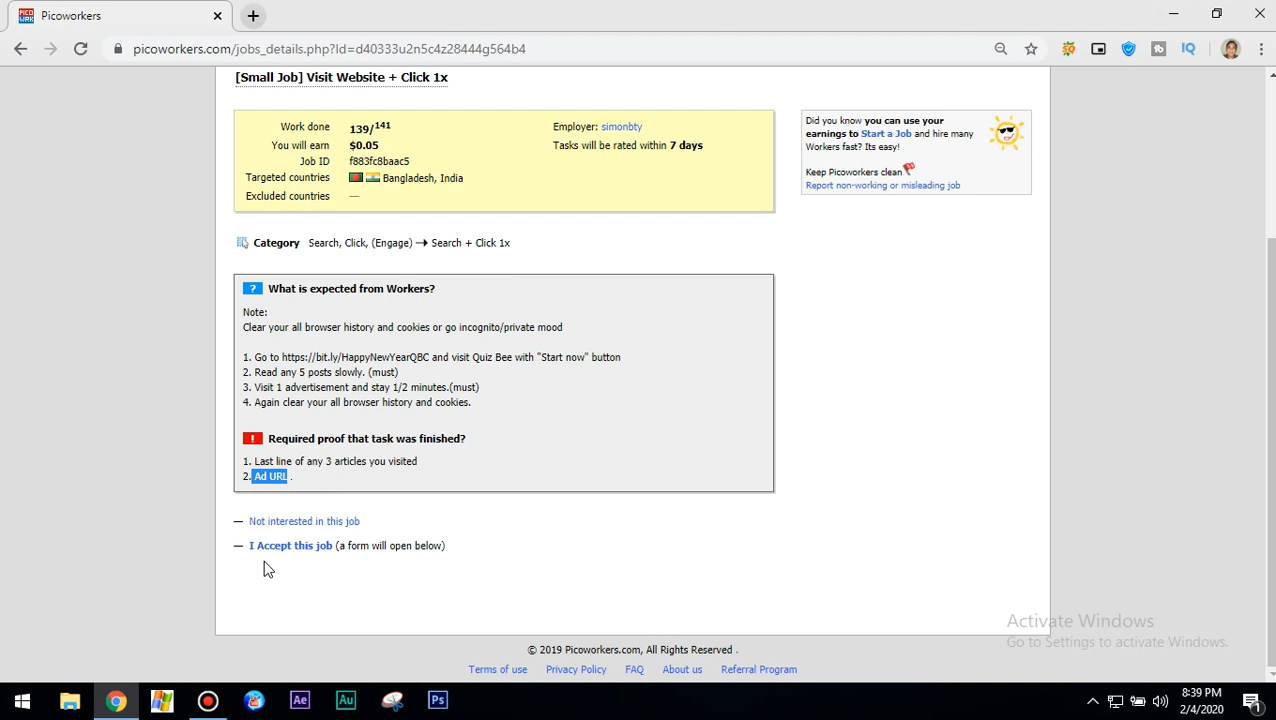 Picoworkers
picoworkers.com/jobs_details.php?Id=d40333u2n5c4z28444g564b4
[Small Job] Visit Website + Click 1x
Work done 139/141
You will earn $0.05
Job ID f883fc8baac5
Targeted countries Bangladesh, India
Excluded countries —
Employer: simonbty
Tasks will be rated within 7 days
Did you know you can use your
earnings to Start a Job and hire many
Workers fast? Its easy!
Keep Picoworkers clean
Report non-working or misleading job
Category Search, Click, (Engage) → Search + Click 1x
? What is expected from Workers?
Note:
Clear your all browser history and cookies or go incognito/private mood
1. Go to https://bit.ly/HappyNewYearQBC and visit Quiz Bee with "Start now" button
2. Read any 5 posts slowly. (must)
3. Visit 1 advertisement and stay 1/2 minutes.(must)
4. Again clear your all browser history and cookies.
! Required proof that task was finished?
1. Last line of any 3 articles you visited
2. Ad URL .
— Not interested in this job
— I Accept this job (a form will open below)
Activate Windows
Go to Settings to activate Windows.
© 2019 Picoworkers.com, All Rights Reserved .
Terms of use Privacy Policy FAQ About us Referral Program
Ae Au Ps
8:39 PM
2/4/2020